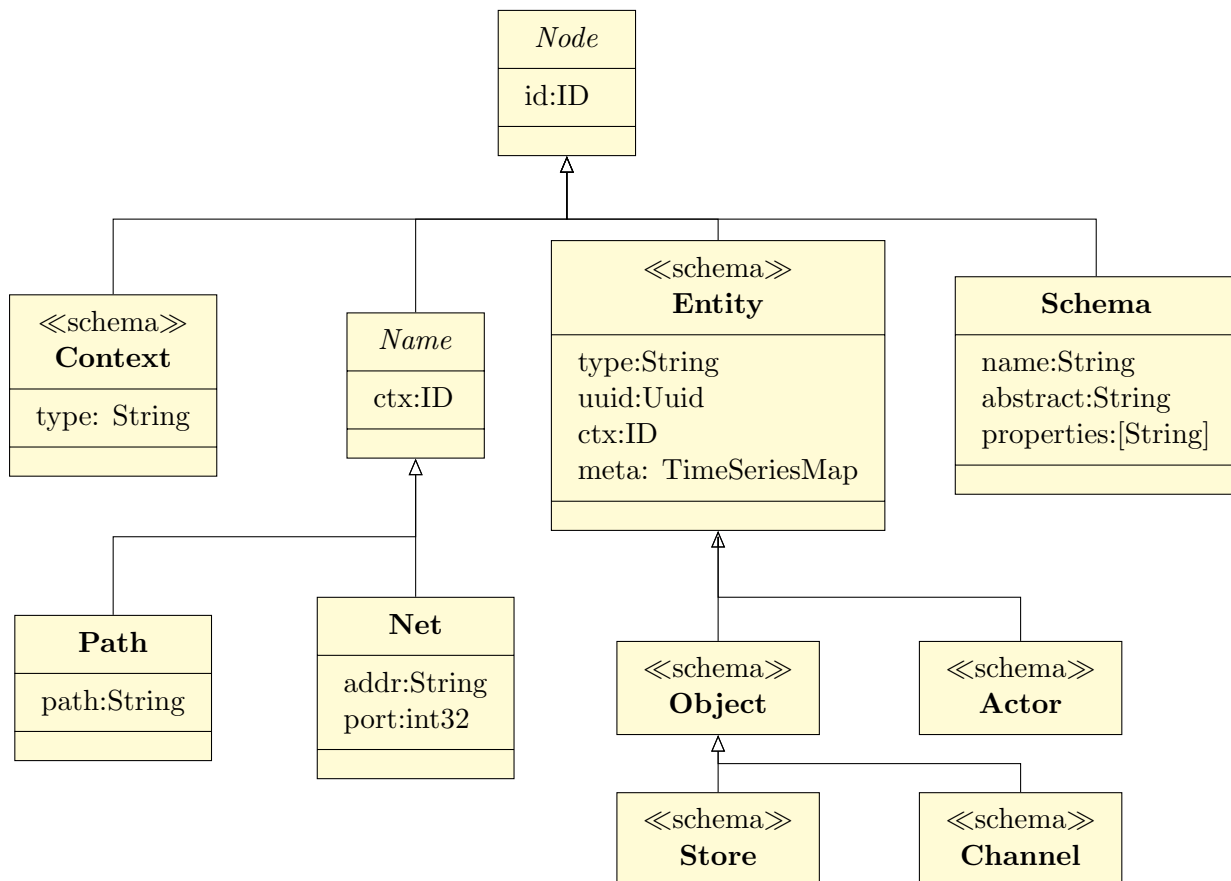 Node
id:ID
≪schema≫
Context
type: String
Name
ctx:ID
≪schema≫
Entity
type:String
uuid:Uuid
ctx:ID
meta: TimeSeriesMap
Schema
name:String
abstract:String
properties:[String]
Path
path:String
Net
addr:String
port:int32
≪schema≫
Object
≪schema≫
Actor
≪schema≫
Store
≪schema≫
Channel